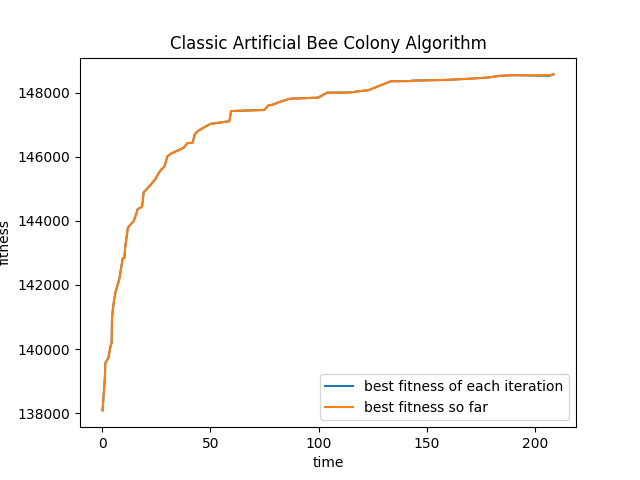 Classic Artificial Bee Colony Algorithm
148000
146000
144000
142000
140000
138000
fitness
best fitness of each iteration
best fitness so far
0 50 100 150 200
time